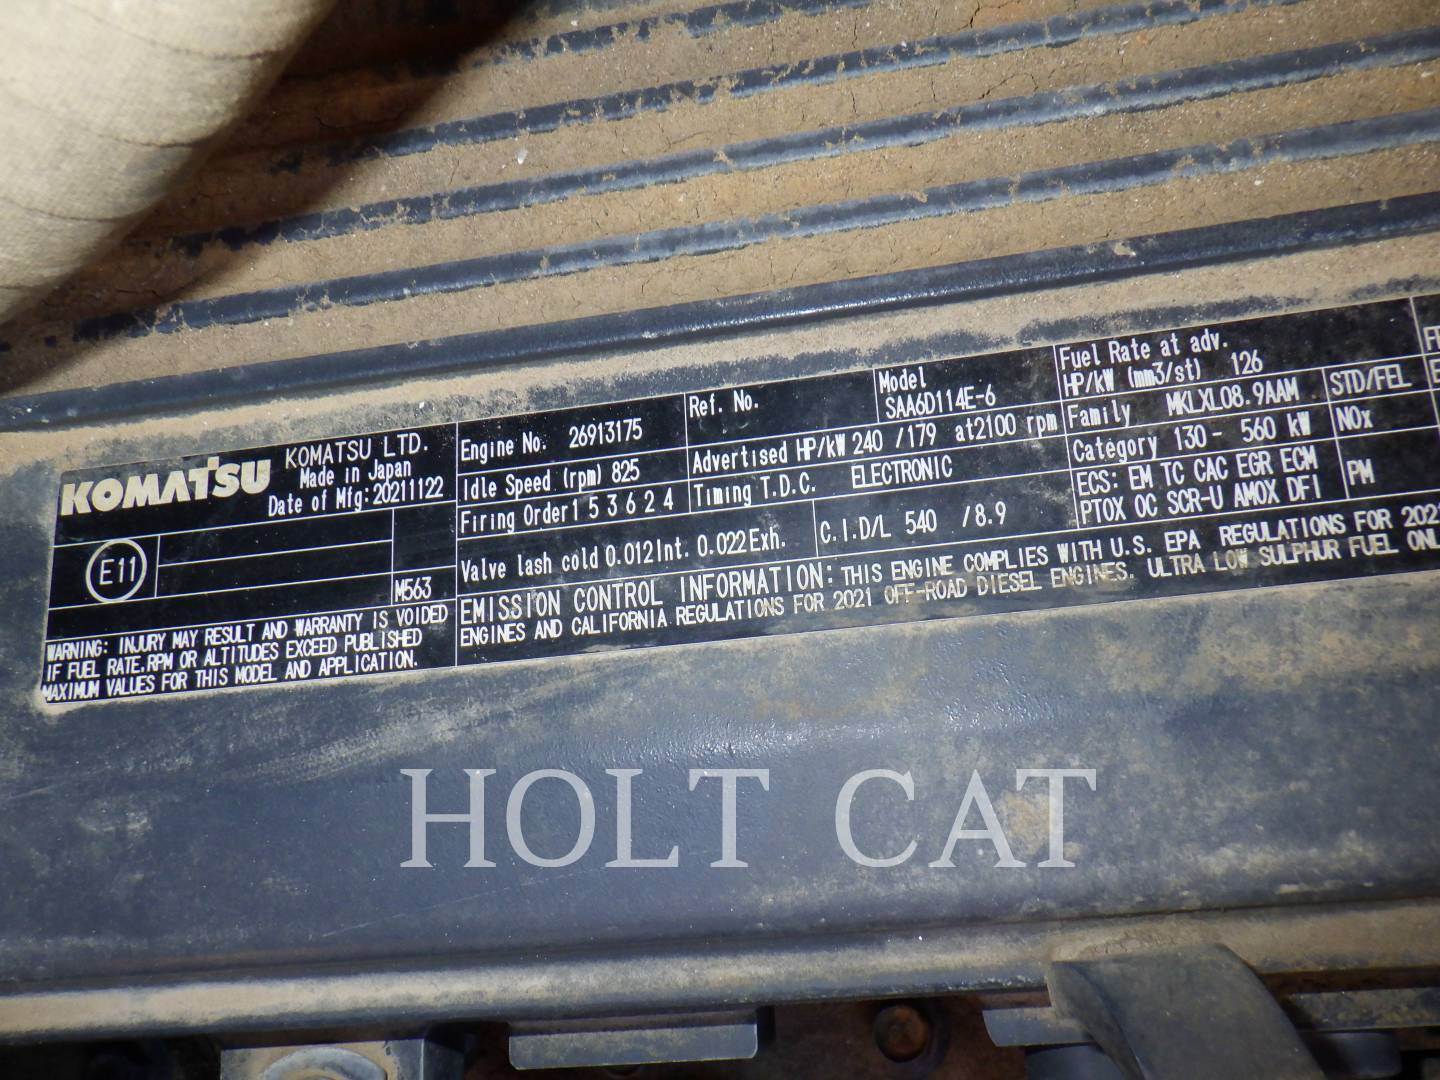 KOMATSU KOMATSU LTD.
Made in Japan
Date of Mfg:20211122
E11
M563
WARNING: INJURY MAY RESULT AND WARRANTY IS VOIDED
IF FUEL RATE,RPM OR ALTITUDES EXCEED PUBLISHED
MAXIMUM VALUES FOR THIS MODEL AND APPLICATION.
Engine No. 26913175
Ref. No.
Model
SAA6D114E-6
Fuel Rate at adv.
HP/kW (mm3/st) 126
Idle Speed (rpm) 825
Advertised HP/kW 240 /179 at2100 rpm
Family MKLXL08.9AAM
STD/FEL
Firing Order1 5 3 6 2 4
Timing T.D.C. ELECTRONIC
Category 130- 560 kW
NOx
Valve lash cold 0.012Int. 0.022Exh.
C.I.D/L 540 /8.9
ECS: EM TC CAC EGR ECM
PTOX OC SCR-U AMOX DFI
PM
EMISSION CONTROL INFORMATION: THIS ENGINE COMPLIES WITH U.S. EPA REGULATIONS FOR 2021
ENGINES AND CALIFORNIA REGULATIONS FOR 2021 OFF-ROAD DIESEL ENGINES. ULTRA LOW SULPHUR FUEL
HOLT CAT